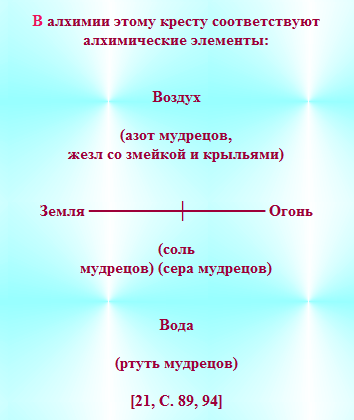 В алхимии этому кресту соответствуют
алхимические элементы:
Воздух
(азот мудрецов,
жезл со змейкой и крыльями)
Земля Огонь
(соль
мудрецов) (сера мудрецов)
Вода
(ртуть мудрецов)
[21, С. 89, 94]